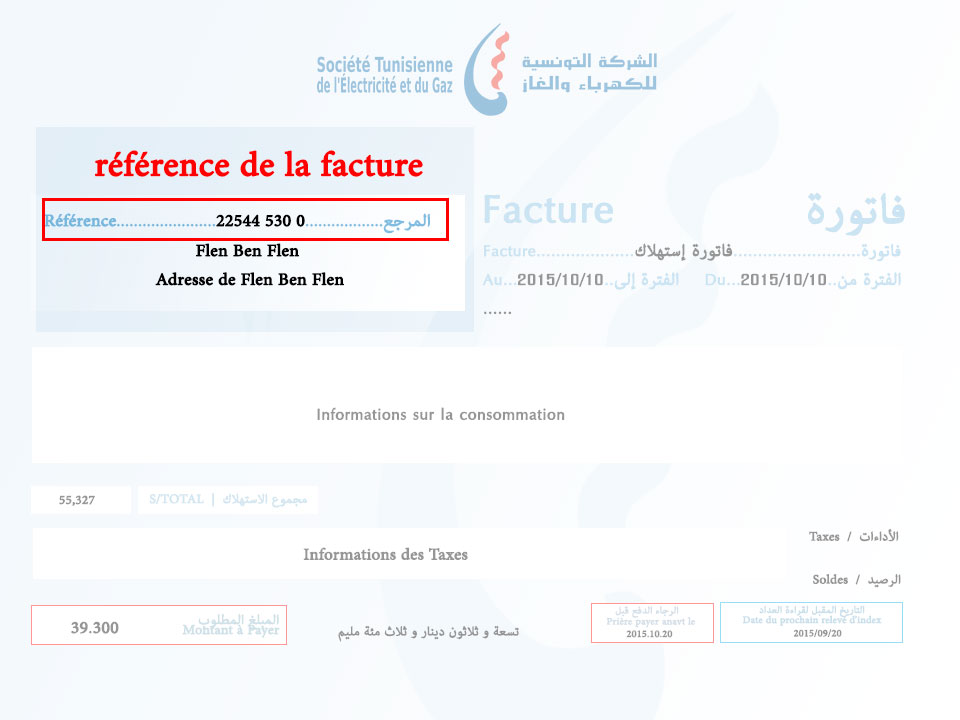 Société Tunisienne الشركة التونسية
de l'Électricité et du Gaz للكهرباء والغاز
référence de la facture
Référence.......................22544 530 0..................المرجع
Flen Ben Flen
Adresse de Flen Ben Flen
Facture فاتورة
Facture.....................فاتورة إستهلاك...........................فاتورة
Au...2015/10/10..الفترة إلى Du...2015/10/10..الفترة من
......
Informations sur la consommation
55,327 S/TOTAL | مجموع الاستهلاك
Informations des Taxes
Taxes / الأداءات
Soldes / الرصيد
39.300
المبلغ المطلوب
Montant à Payer
تسعة و ثلاثون دينار و ثلاث مئة مليم
الرجاء الدفع قبل
Prière payer anavt le
2015.10.20
التاريخ المقبل لقراءة العداد
Date du prochain relevé d'index
2015/09/20